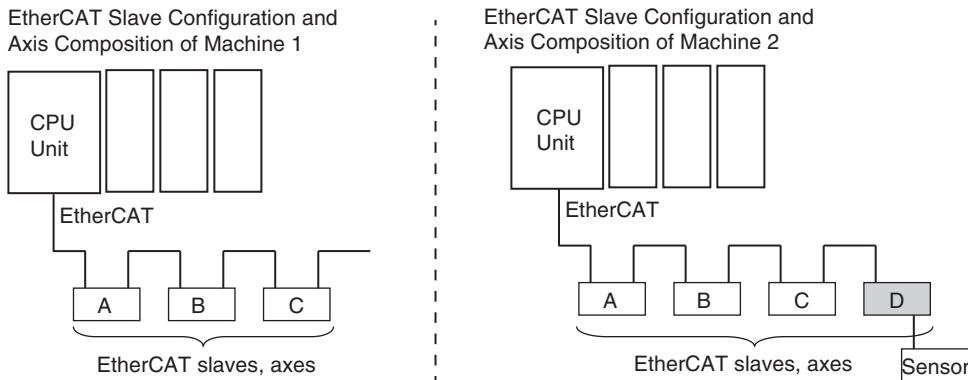 EtherCAT Slave Configuration and
Axis Composition of Machine 1
CPU
Unit
EtherCAT
A
B
C
EtherCAT slaves, axes
EtherCAT Slave Configuration and
Axis Composition of Machine 2
CPU
Unit
EtherCAT
A
B
C
D
EtherCAT slaves, axes
Sensor